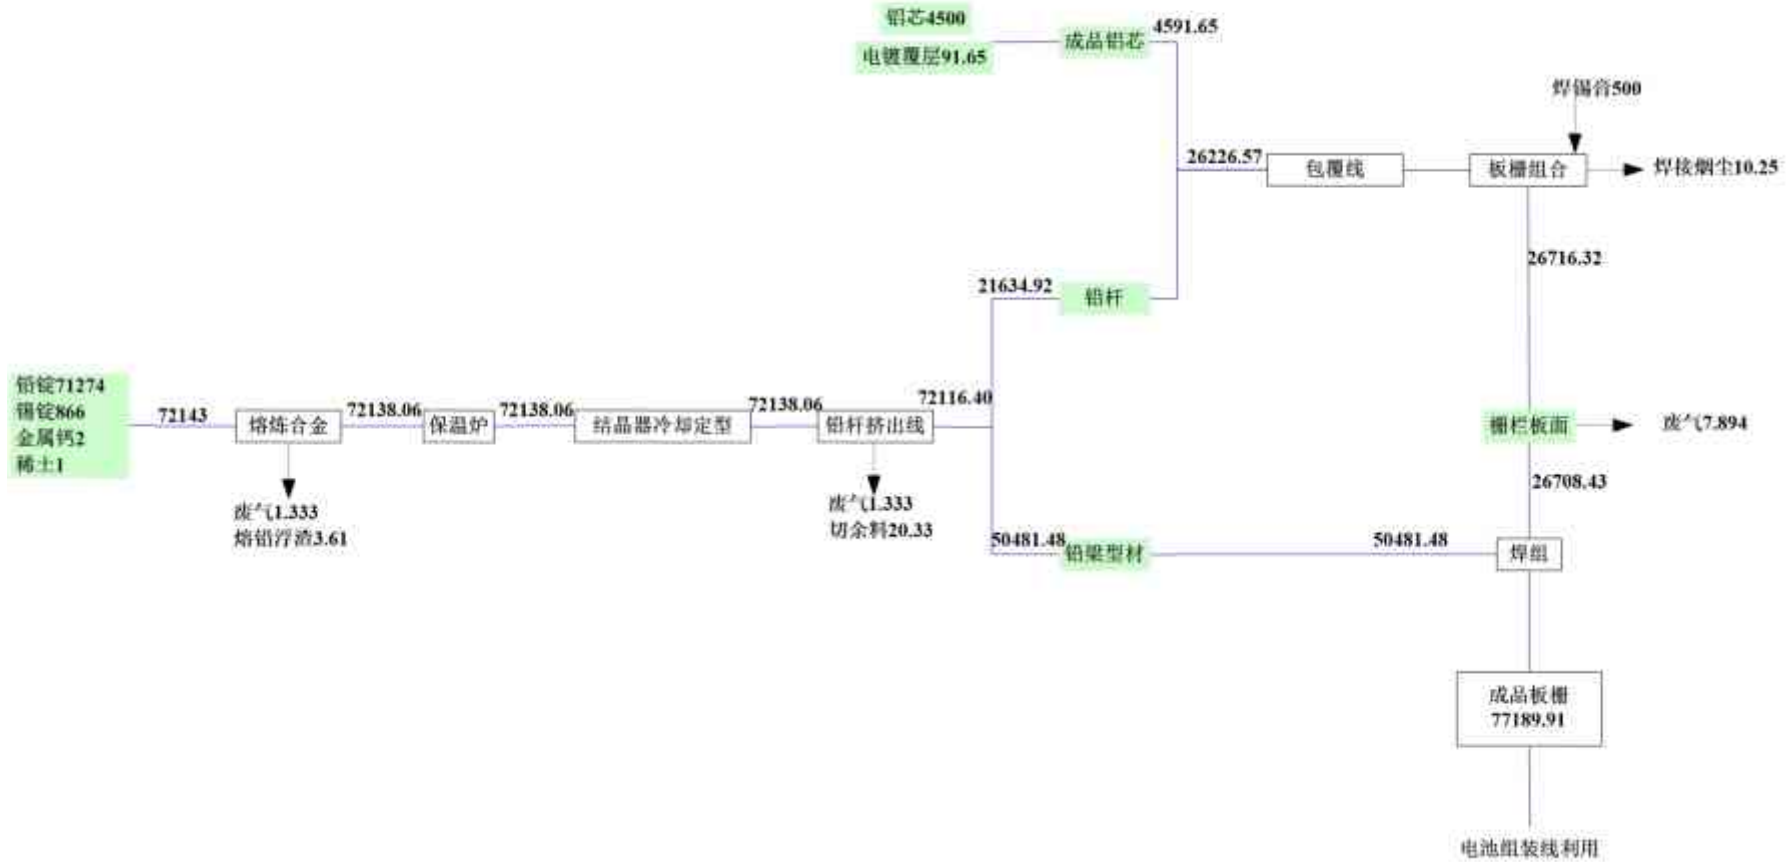 铝芯4500
电镀覆层91.65
成品铝芯
4591.65
焊锡膏500
26226.57
包覆线
板栅组合
焊接烟尘10.25
26716.32
21634.92
铅杆
铅锭71274
锡锭866
金属钙2
稀土1
72143
熔炼合金
72138.06
保温炉
72138.06
结晶器冷却定型
72138.06
铅杆挤出线
72116.40
栅栏板面
废气7.894
废气1.333
熔铅浮渣3.61
废气1.333
切余料20.33
26708.43
50481.48
铅梁型材
50481.48
焊组
成品板栅
77189.91
电池组装线利用